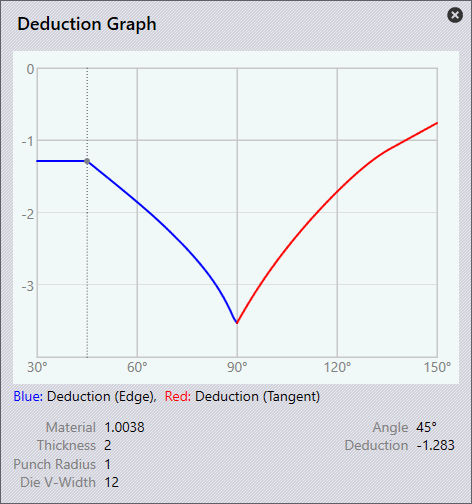 Deduction Graph
0
-1
-2
-3
30° 60° 90° 120° 150°
Blue: Deduction (Edge), Red: Deduction (Tangent)
Material 1.0038 Angle 45°
Thickness 2 Deduction -1.283
Punch Radius 1
Die V-Width 12